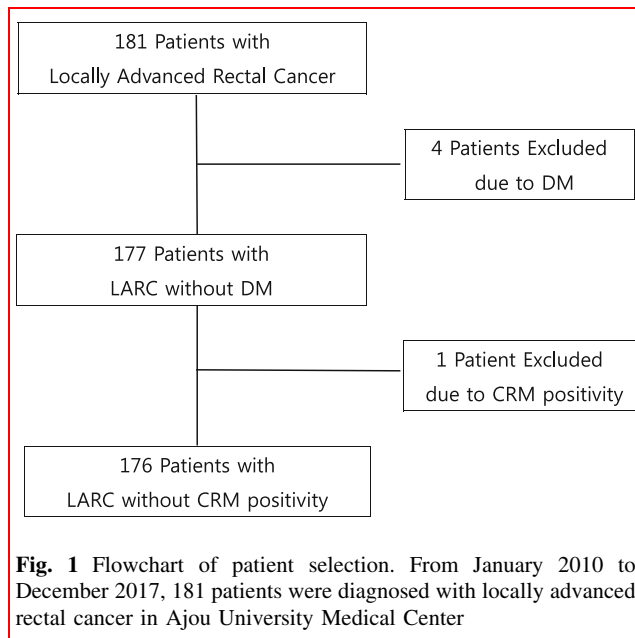 181 Patients with
Locally Advanced Rectal Cancer
4 Patients Excluded
due to DM
177 Patients with
LARC without DM
1 Patient Excluded
due to CRM positivity
176 Patients with
LARC without CRM positivity
Fig. 1 Flowchart of patient selection. From January 2010 to
December 2017, 181 patients were diagnosed with locally advanced
rectal cancer in Ajou University Medical Center